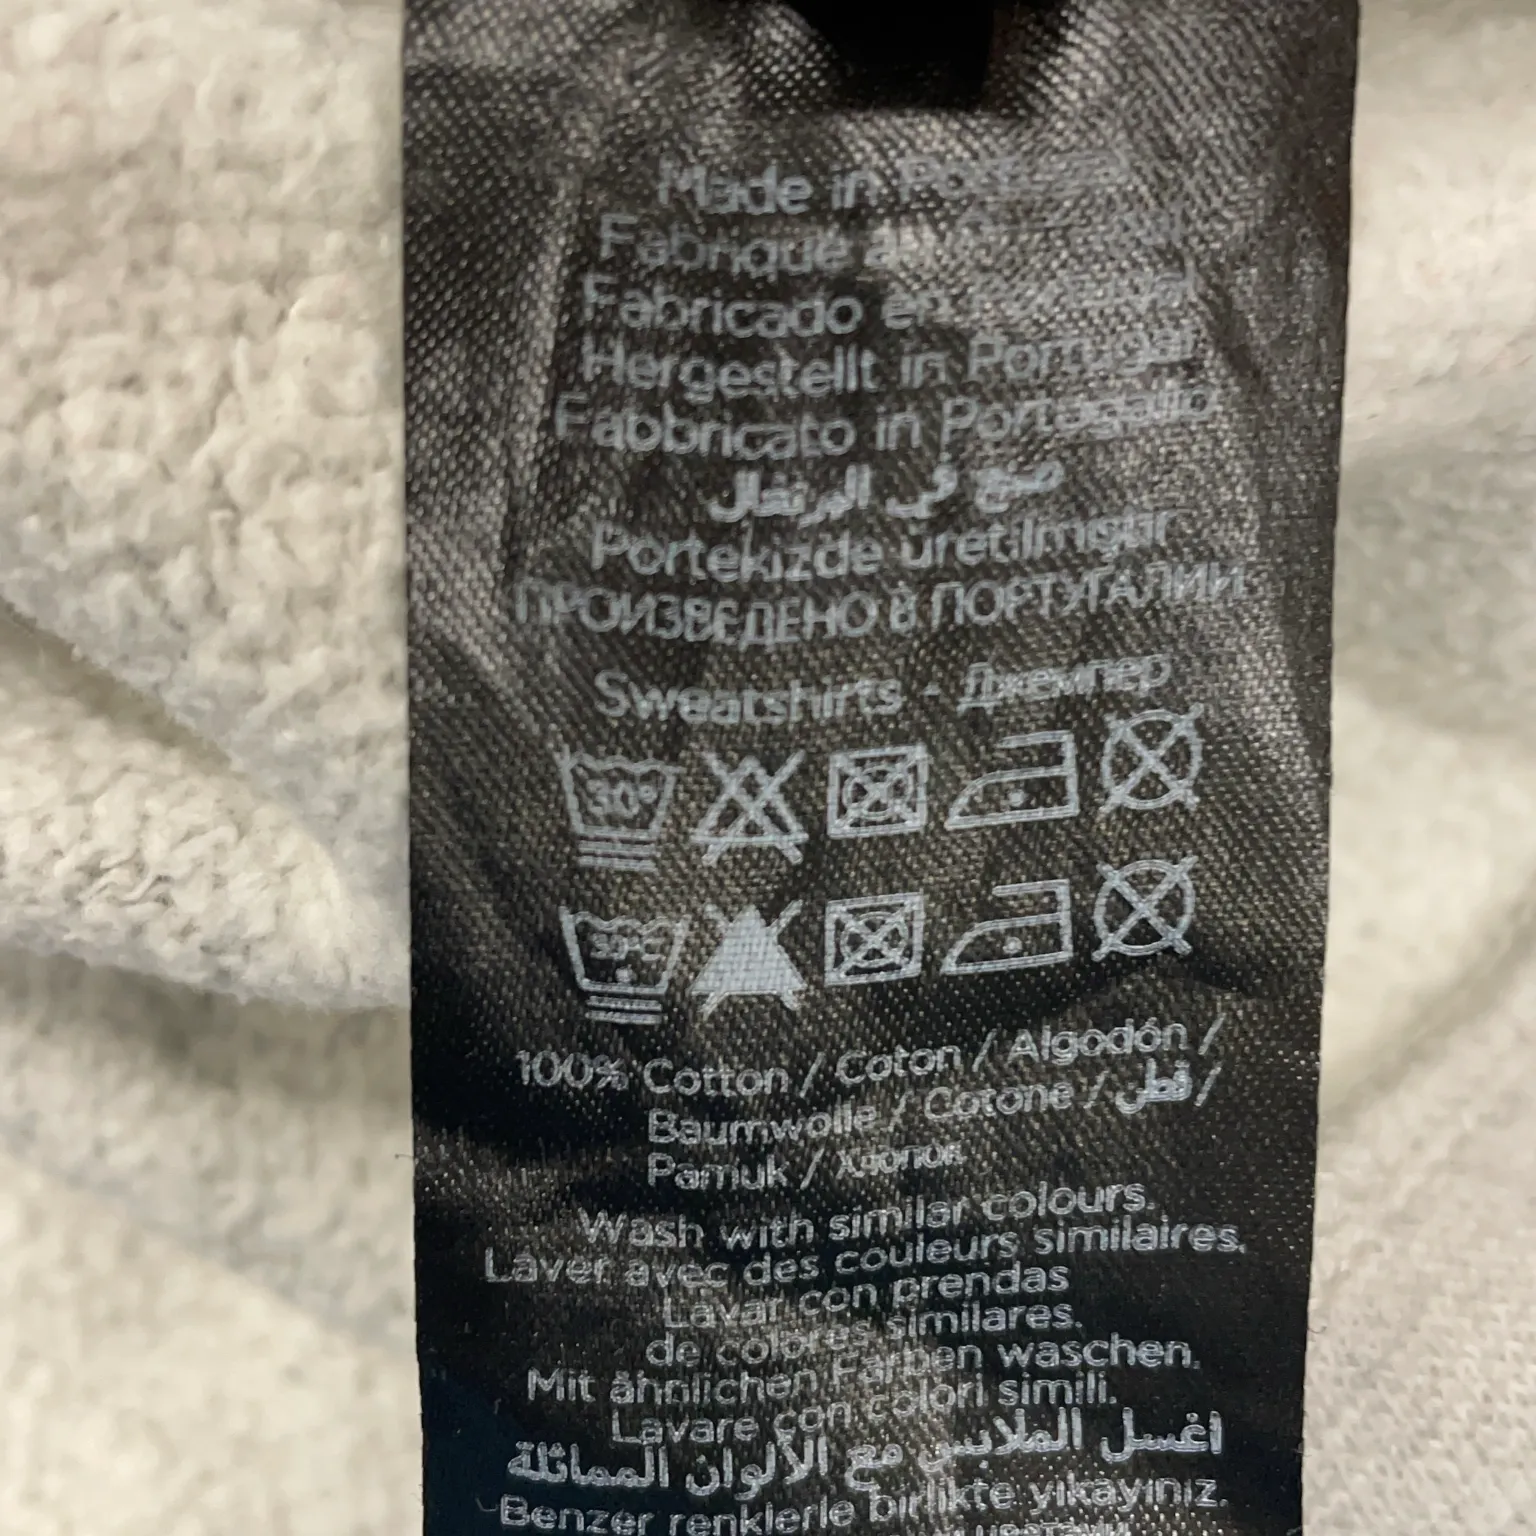 Made in Portugal
Fabriqué au Portugal
Fabricado en Portugal
Hergestellt in Portugal
Fabbricato in Portogallo
صنع في البرتغال
Portekizde üretilmiştir
ПРОИЗВЕДЕНО В ПОРТУГАЛИИ
Sweatshirts - Джемпер
30°
30°C
100% Cotton / Coton / Algodón /
Baumwolle / Cotone / قطن /
Pamuk / Хлопок
Wash with similar colours.
Laver avec des couleurs similaires.
Lavar con prendas
de colores similares.
Mit ähnlichen Farben waschen.
Lavare con colori simili.
اغسل الملابس مع الألوان المماثلة
Benzer renklerle birlikte yıkayınız.